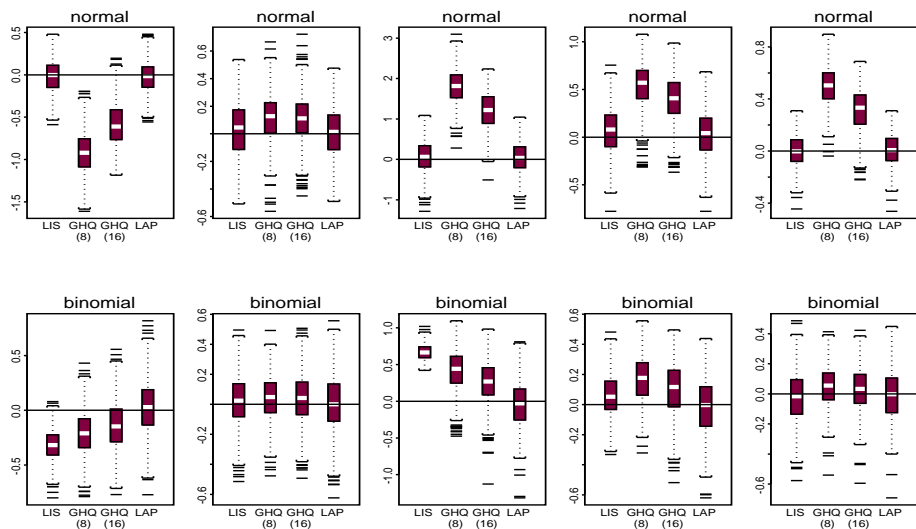 normal normal normal normal normal
0.5 0.0 -0.5 -1.0 -1.5
0.6 0.4 0.2 -0.2 -0.6
3 2 1 0 -1
1.0 0.5 0.0 -0.5
0.8 0.4 0.0 -0.4
LIS GHQ GHQ LAP LIS GHQ GHQ LAP LIS GHQ GHQ LAP LIS GHQ GHQ LAP LIS GHQ GHQ LAP
(8) (16) (8) (16) (8) (16) (8) (16) (8) (16)
binomial binomial binomial binomial binomial
0.5 0.0 -0.5
0.6 0.4 0.2 0.0 -0.2 -0.6
1.0 0.5 0.0 -1.0
0.6 0.4 0.2 0.0 -0.2 -0.6
0.4 0.2 0.0 -0.4
LIS GHQ GHQ LAP LIS GHQ GHQ LAP LIS GHQ GHQ LAP LIS GHQ GHQ LAP LIS GHQ GHQ LAP
(8) (16) (8) (16) (8) (16) (8) (16) (8) (16)